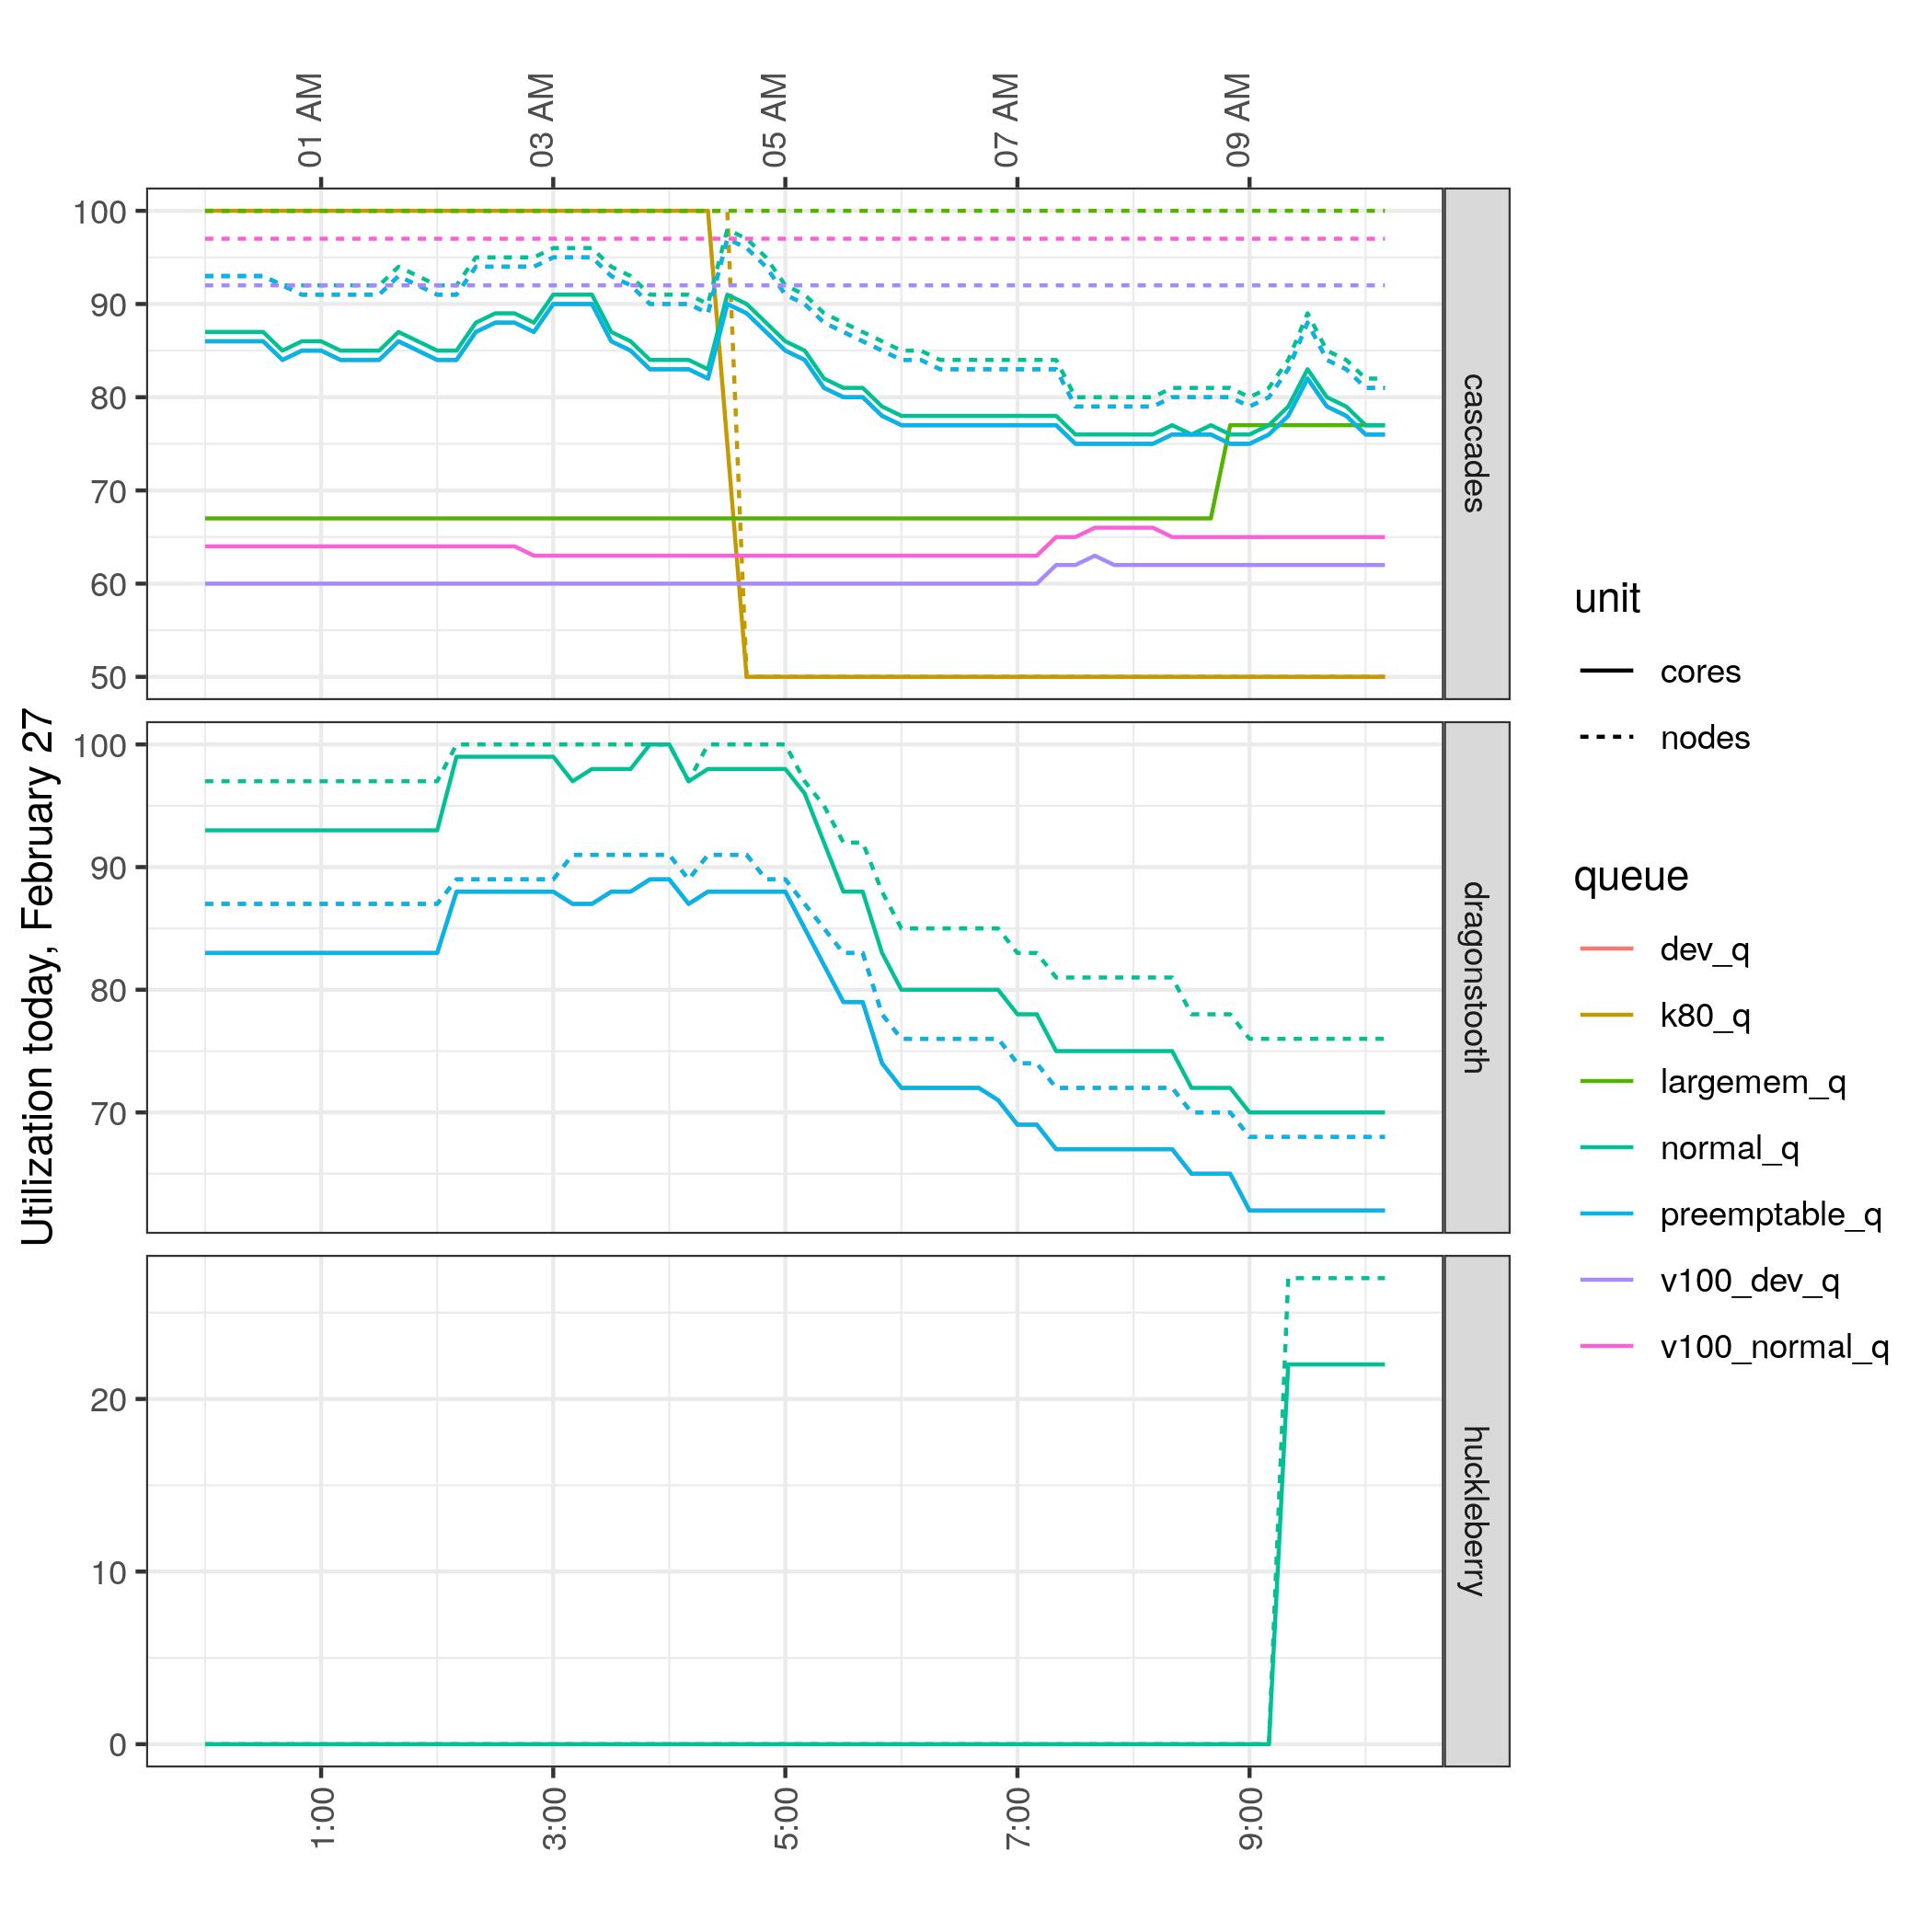 01 AM
03 AM
05 AM
07 AM
09 AM
Utilization today, February 27
100
90
80
70
60
50
cascades
100
90
80
70
dragonstooth
20
10
0
huckleberry
1:00
3:00
5:00
7:00
9:00
unit
cores
nodes
queue
dev_q
k80_q
largemem_q
normal_q
preemptable_q
v100_dev_q
v100_normal_q